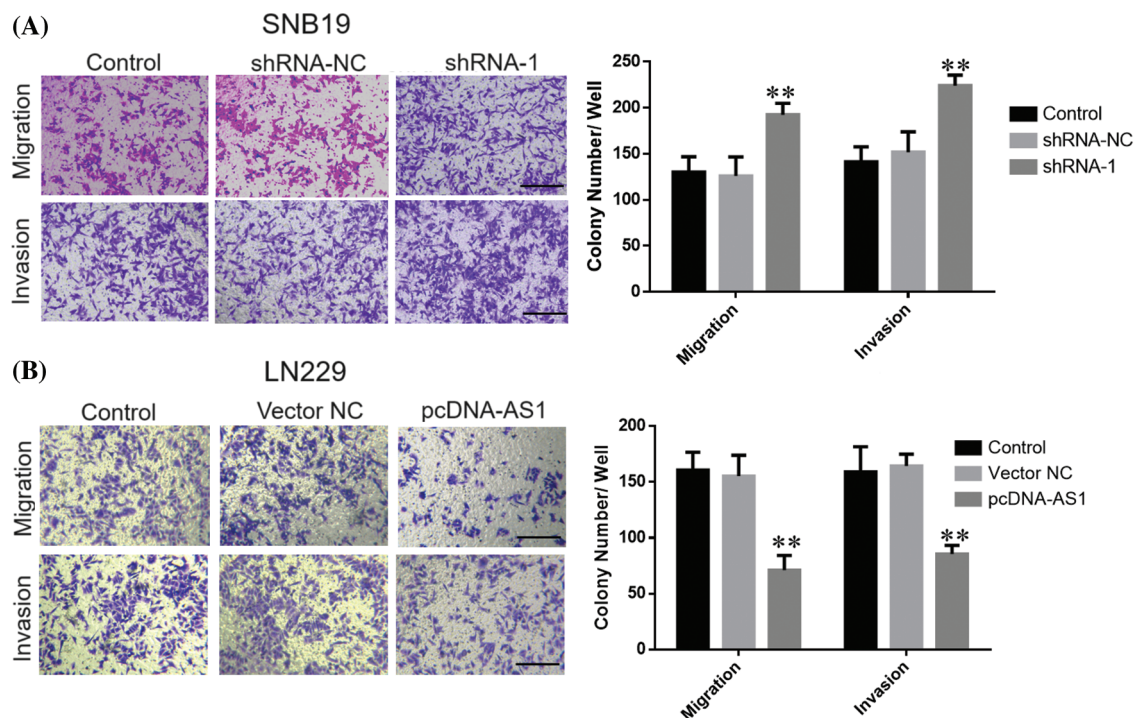 (A)
SNB19
Control shRNA-NC shRNA-1
Migration
Invasion
Colony Number/ Well
250
200
150
100
50
0
** **
Migration
Invasion
Control
shRNA-NC
shRNA-1
(B)
LN229
Control Vector NC pcDNA-AS1
Migration
Invasion
Colony Number/ Well
200
150
100
50
0
** **
Migration
Invasion
Control
Vector NC
pcDNA-AS1